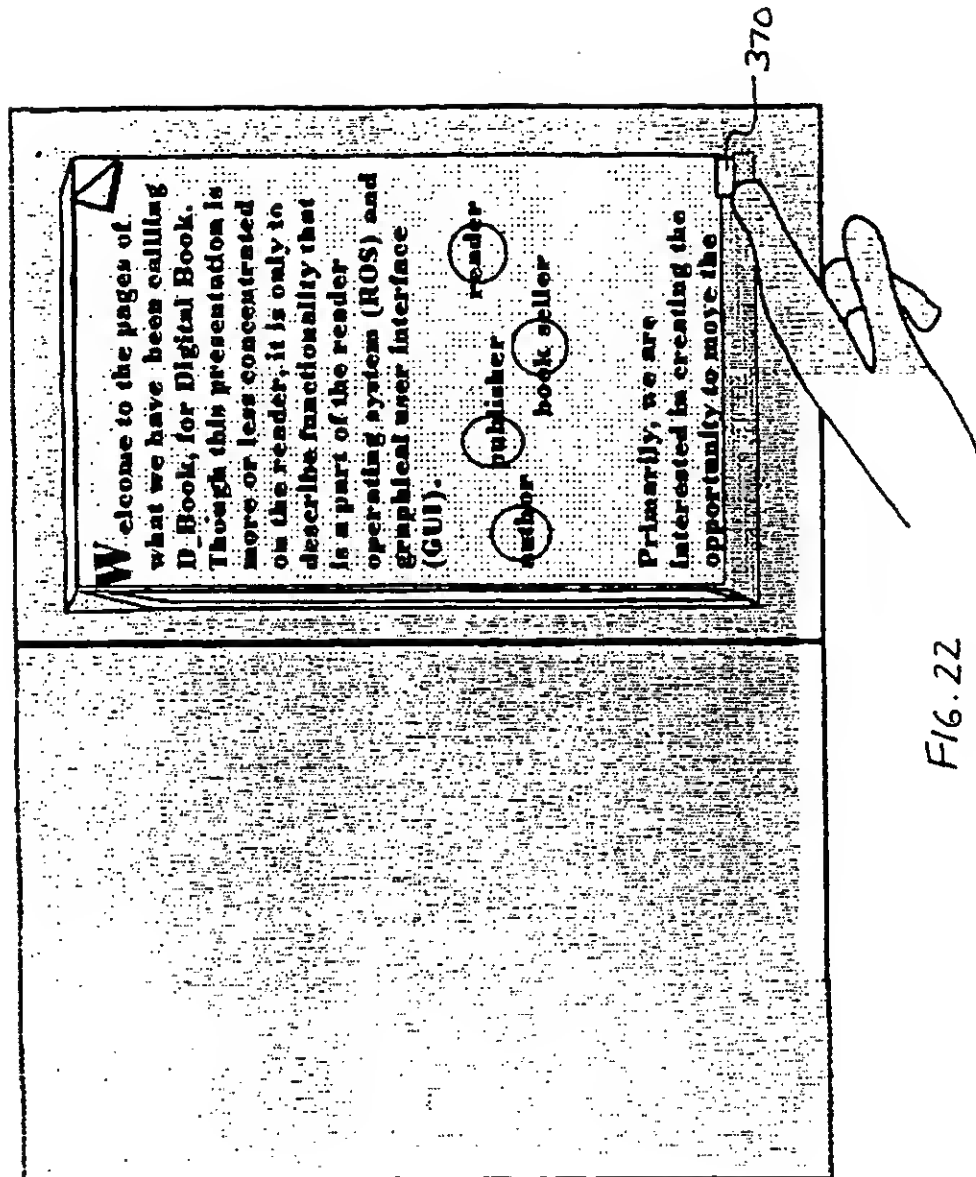 Welcome to the pages of
what we have been calling
D_Book, for Digital Book.
Though this presentation is
more or less concentrated
on the reader, it is only to
describe functionality that
is a part of the reader
operating system (ROS) and
graphical user interface
(GUI).
author
publisher
book seller
reader
Primarily, we are
interested in creating the
opportunity to move the
370
FIG. 22